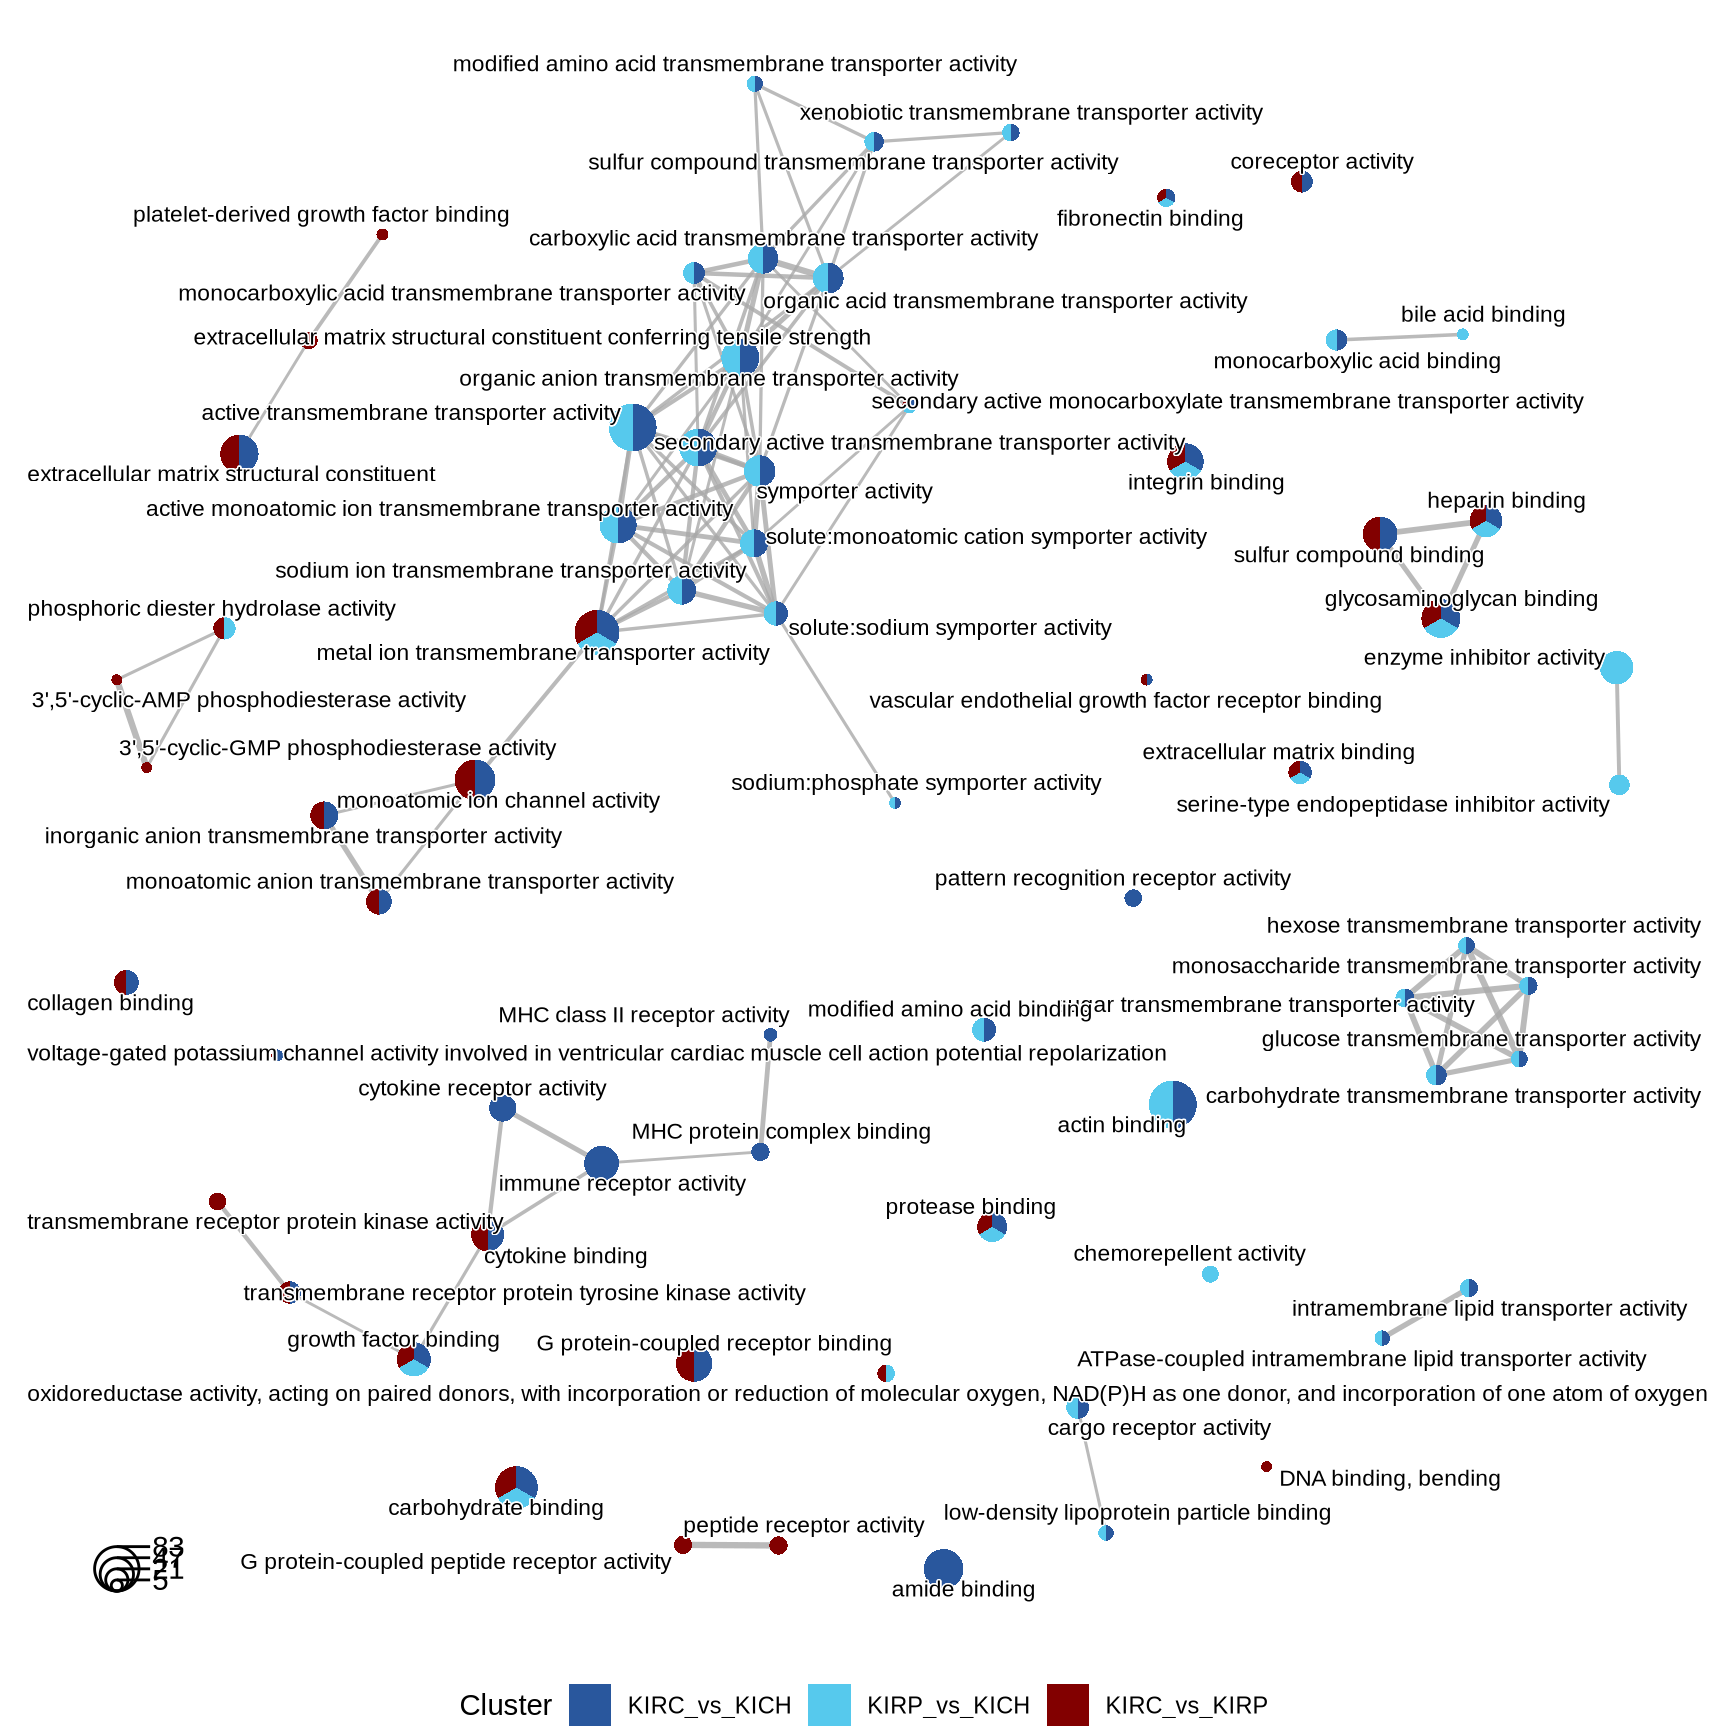 modified amino acid transmembrane transporter activity
xenobiotic transmembrane transporter activity
sulfur compound transmembrane transporter activity
coreceptor activity
platelet-derived growth factor binding
fibronectin binding
carboxylic acid transmembrane transporter activity
monocarboxylic acid transmembrane transporter activity
organic acid transmembrane transporter activity
bile acid binding
extracellular matrix structural constituent conferring tensile strength
monocarboxylic acid binding
organic anion transmembrane transporter activity
secondary active monocarboxylate transmembrane transporter activity
active transmembrane transporter activity
secondary active transmembrane transporter activity
extracellular matrix structural constituent
integrin binding
symporter activity
heparin binding
active monoatomic ion transmembrane transporter activity
solute:monoatomic cation symporter activity
sulfur compound binding
sodium ion transmembrane transporter activity
glycosaminoglycan binding
phosphoric diester hydrolase activity
solute:sodium symporter activity
metal ion transmembrane transporter activity
enzyme inhibitor activity
3',5'-cyclic-AMP phosphodiesterase activity
vascular endothelial growth factor receptor binding
3',5'-cyclic-GMP phosphodiesterase activity
extracellular matrix binding
sodium:phosphate symporter activity
monoatomic ion channel activity
serine-type endopeptidase inhibitor activity
inorganic anion transmembrane transporter activity
monoatomic anion transmembrane transporter activity
pattern recognition receptor activity
hexose transmembrane transporter activity
monosaccharide transmembrane transporter activity
collagen binding
MHC class II receptor activity
modified amino acid binding
transmembrane transporter activity
voltage-gated potassium channel activity involved in ventricular cardiac muscle cell action potential repolarization
glucose transmembrane transporter activity
cytokine receptor activity
carbohydrate transmembrane transporter activity
actin binding
MHC protein complex binding
immune receptor activity
protease binding
transmembrane receptor protein kinase activity
cytokine binding
chemorepellent activity
transmembrane receptor protein tyrosine kinase activity
intramembrane lipid transporter activity
growth factor binding
G protein-coupled receptor binding
ATPase-coupled intramembrane lipid transporter activity
oxidoreductase activity, acting on paired donors, with incorporation or reduction of molecular oxygen, NAD(P)H as one donor, and incorporation of one atom of oxygen
cargo receptor activity
DNA binding, bending
carbohydrate binding
low-density lipoprotein particle binding
peptide receptor activity
G protein-coupled peptide receptor activity
amide binding
83
21
5
Cluster KIRC_vs_KICH KIRP_vs_KICH KIRC_vs_KIRP